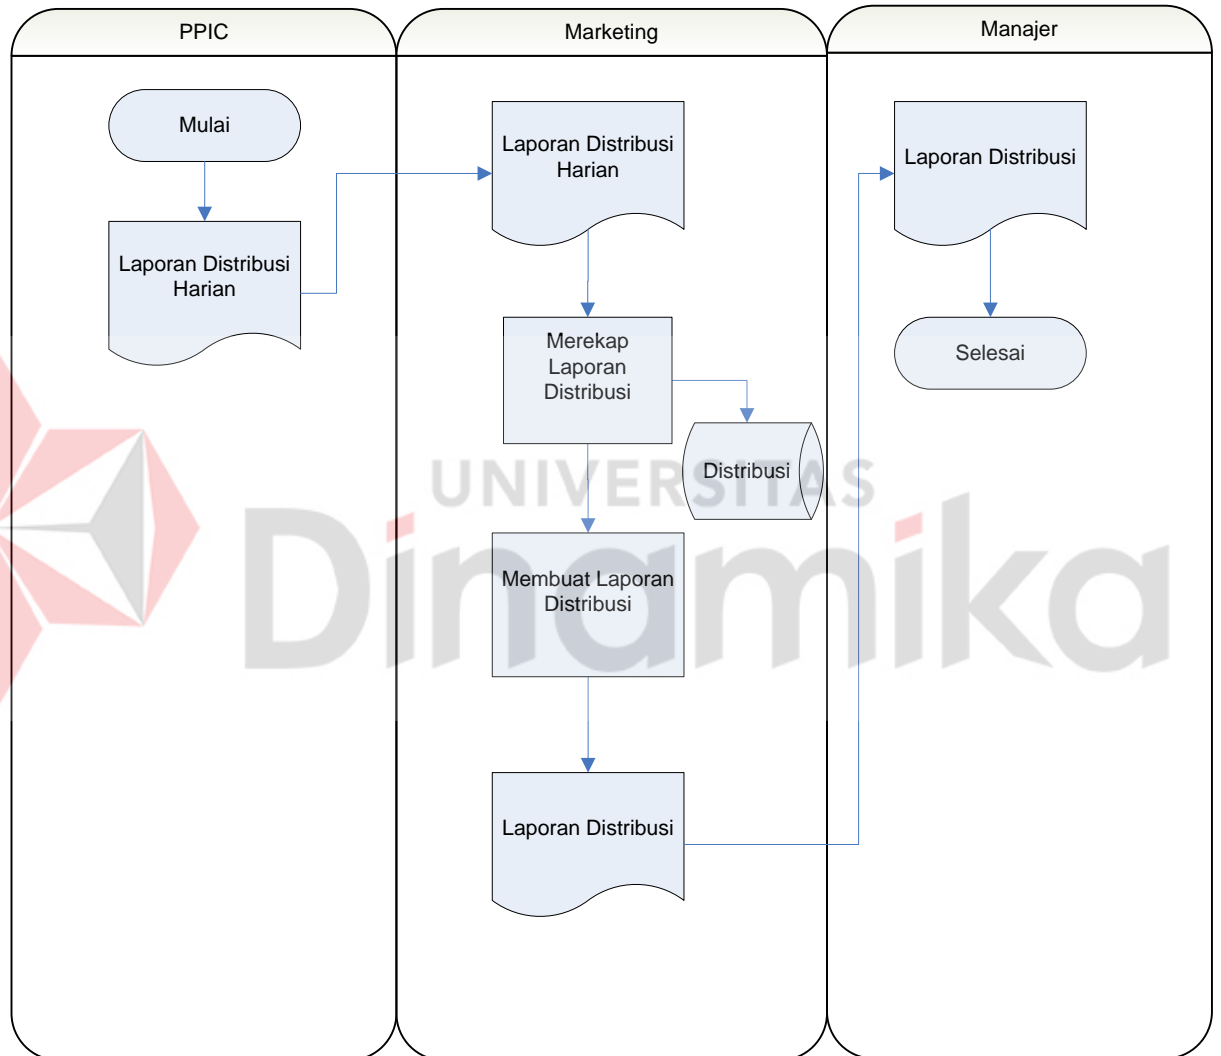 PPIC
Marketing
Manajer
Mulai
Laporan Distribusi
Harian
Laporan Distribusi
Harian
Merekap
Laporan
Distribusi
Distribusi
Membuat Laporan
Distribusi
Laporan Distribusi
Laporan Distribusi
Selesai
UNIVERSITAS
Dinamika